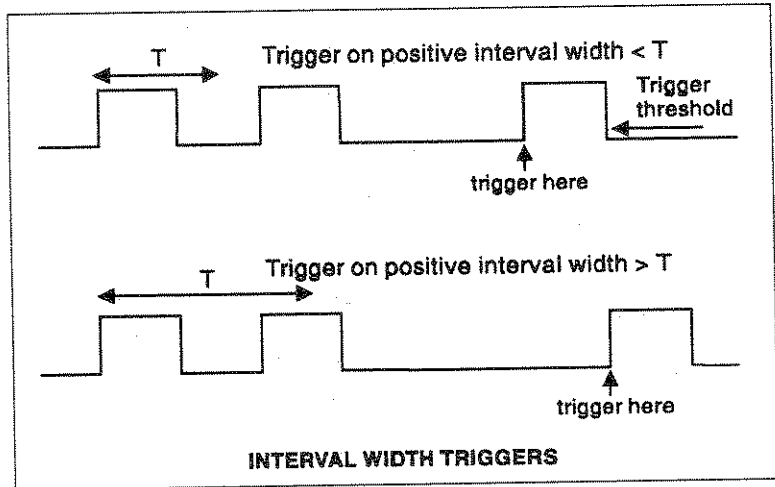 T
Trigger on positive interval width < T
Trigger
threshold
trigger here
T
Trigger on positive interval width > T
trigger here
INTERVAL WIDTH TRIGGERS